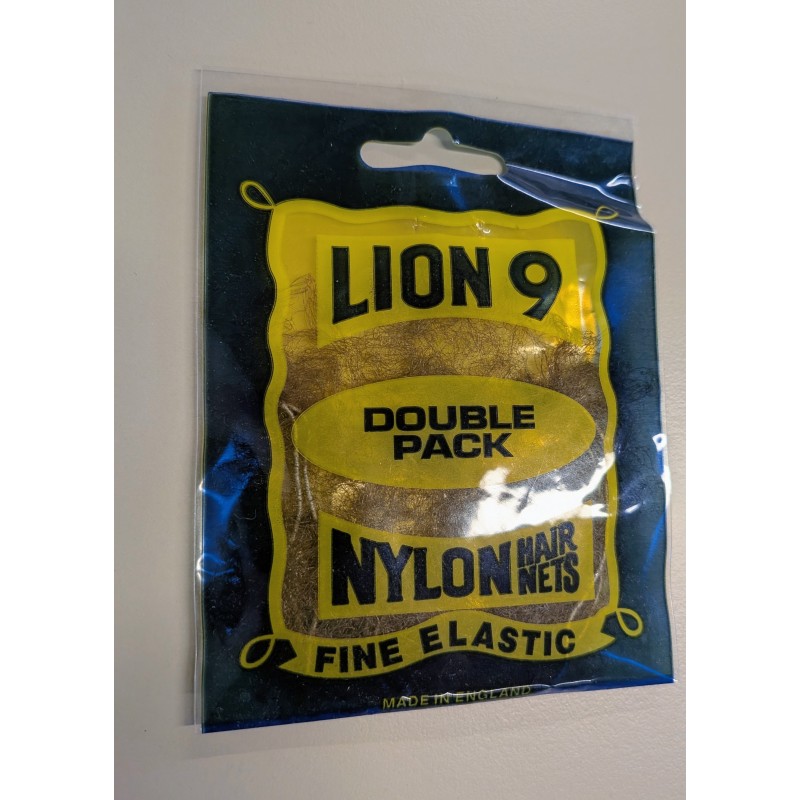 LION 9
DOUBLE
PACK
NYLON HAIR NETS
FINE ELASTIC
MADE IN ENGLAND